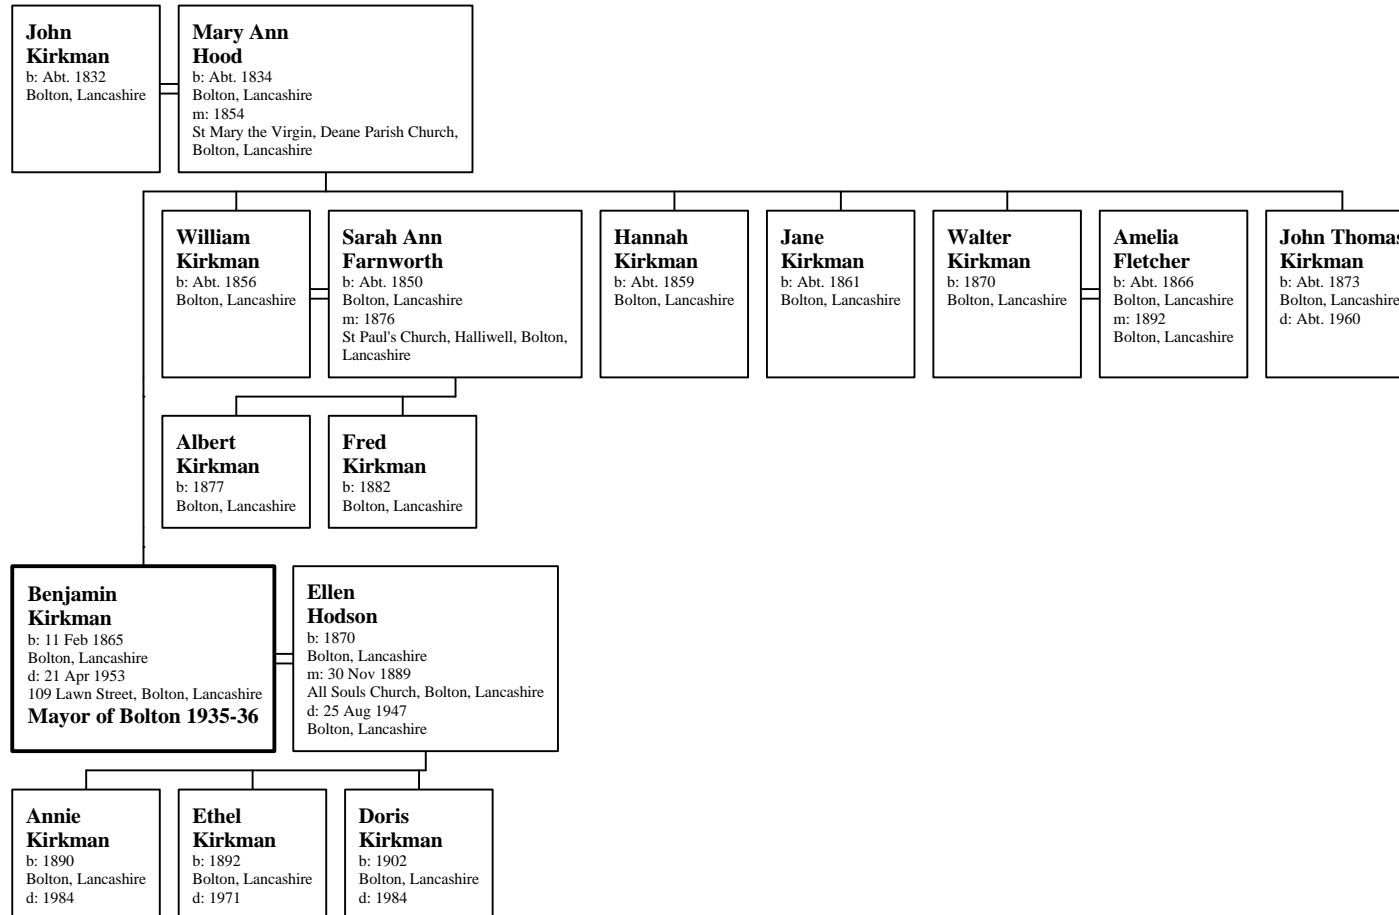 John
Kirkman
b: Abt. 1832
Bolton, Lancashire
Mary Ann
Hood
b: Abt. 1834
Bolton, Lancashire
m: 1854
St Mary the Virgin, Deane Parish Church,
Bolton, Lancashire
William
Kirkman
b: Abt. 1856
Bolton, Lancashire
Sarah Ann
Farnworth
b: Abt. 1850
Bolton, Lancashire
m: 1876
St Paul's Church, Halliwell, Bolton,
Lancashire
Hannah
Kirkman
b: Abt. 1859
Bolton, Lancashire
Jane
Kirkman
b: Abt. 1861
Bolton, Lancashire
Walter
Kirkman
b: 1870
Bolton, Lancashire
Amelia
Fletcher
b: Abt. 1866
Bolton, Lancashire
m: 1892
Bolton, Lancashire
John Thomas
Kirkman
b: Abt. 1873
Bolton, Lancashire
d: Abt. 1960
Albert
Kirkman
b: 1877
Bolton, Lancashire
Fred
Kirkman
b: 1882
Bolton, Lancashire
Benjamin
Kirkman
b: 11 Feb 1865
Bolton, Lancashire
d: 21 Apr 1953
109 Lawn Street, Bolton, Lancashire
Mayor of Bolton 1935-36
Ellen
Hodson
b: 1870
Bolton, Lancashire
m: 30 Nov 1889
All Souls Church, Bolton, Lancashire
d: 25 Aug 1947
Bolton, Lancashire
Annie
Kirkman
b: 1890
Bolton, Lancashire
d: 1984
Ethel
Kirkman
b: 1892
Bolton, Lancashire
d: 1971
Doris
Kirkman
b: 1902
Bolton, Lancashire
d: 1984